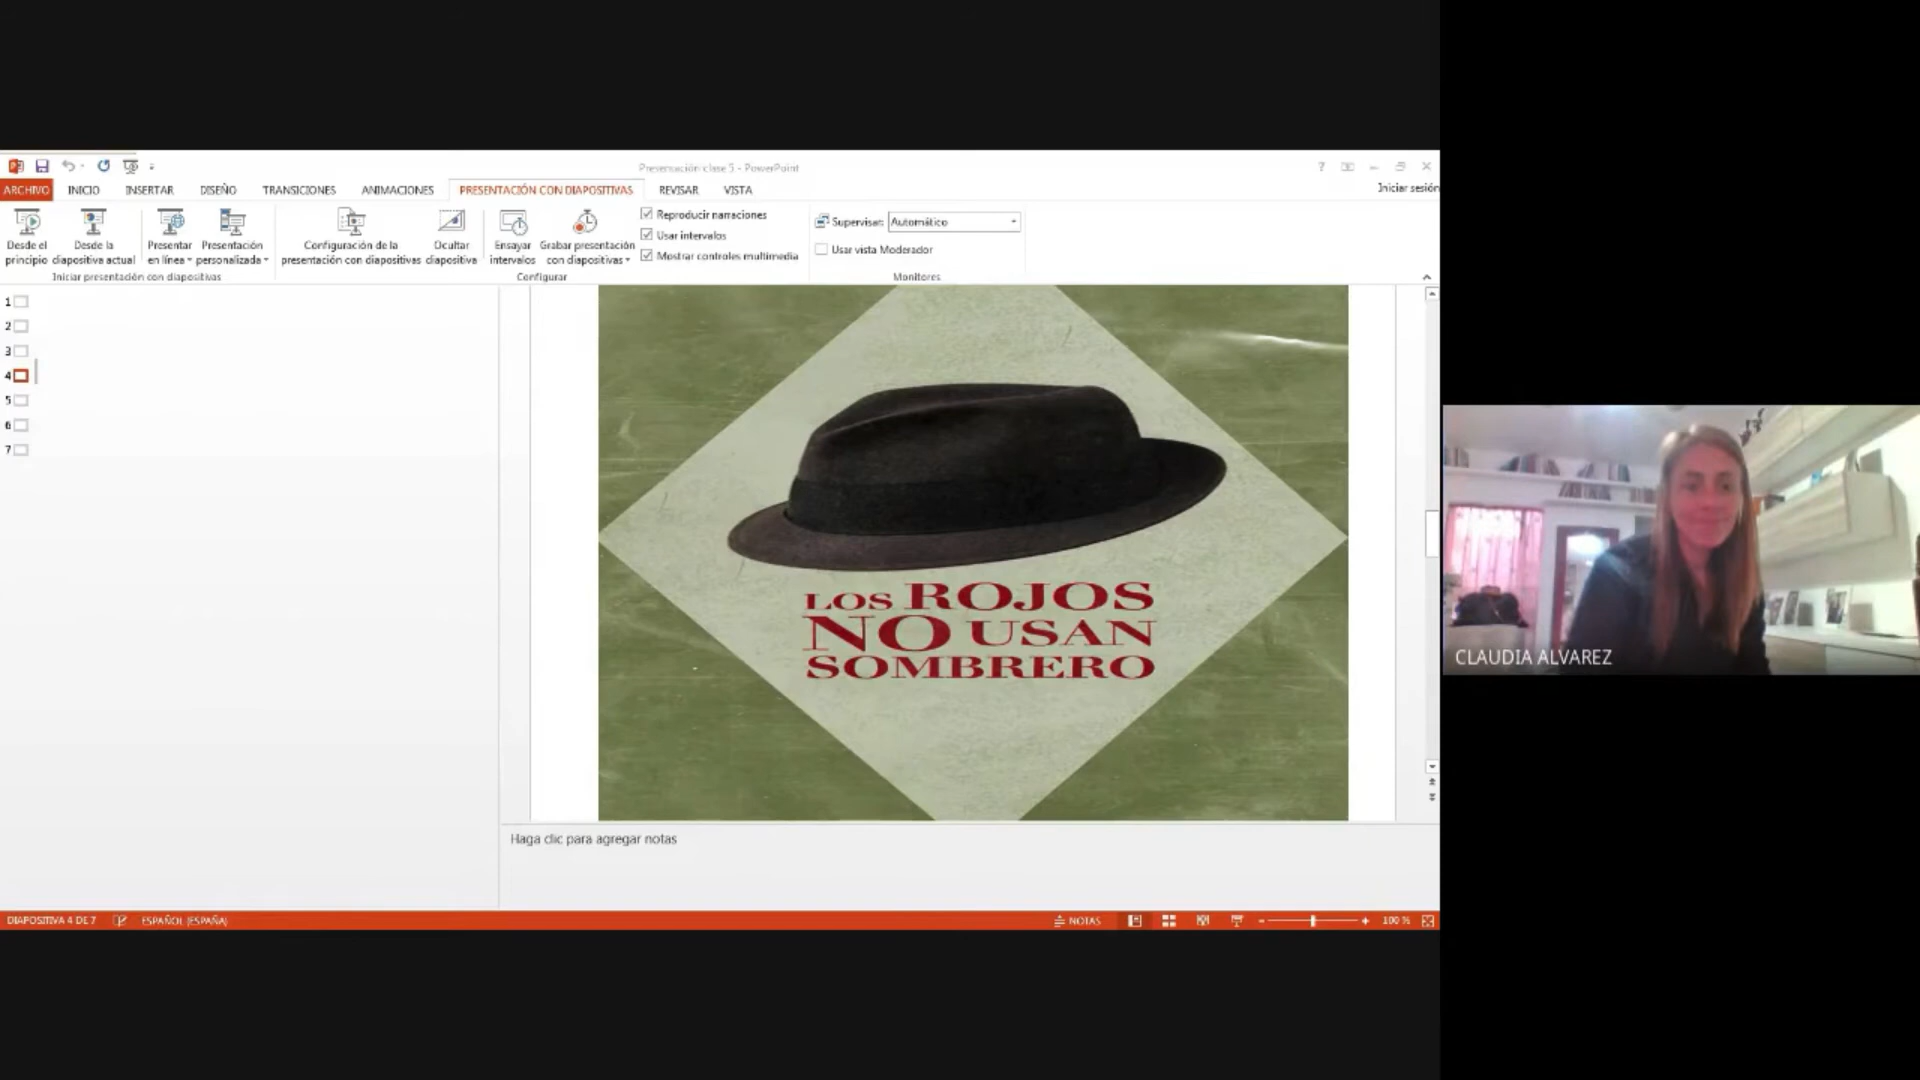 Presentación clase 5 - PowerPoint
ARCHIVO INICIO INSERTAR DISEÑO TRANSICIONES ANIMACIONES PRESENTACIÓN CON DIAPOSITIVAS REVISAR VISTA
Iniciar sesión
Desde el principio
Desde la diapositiva actual
Presentar en línea
Presentación personalizada
Iniciar presentación con diapositivas
Configuración de la presentación con diapositivas
Ocultar diapositiva
Ensayar intervalos
Grabar presentación con diapositivas
Reproducir narraciones
Usar intervalos
Mostrar controles multimedia
Configurar
Supervisar: Automático
Usar vista Moderador
Monitores
1
2
3
4
5
6
7
LOS ROJOS
NO USAN
SOMBRERO
Haga clic para agregar notas
DIAPOSITIVA 4 DE 7 ESPAÑOL (ESPAÑA) NOTAS 100 %
CLAUDIA ALVAREZ